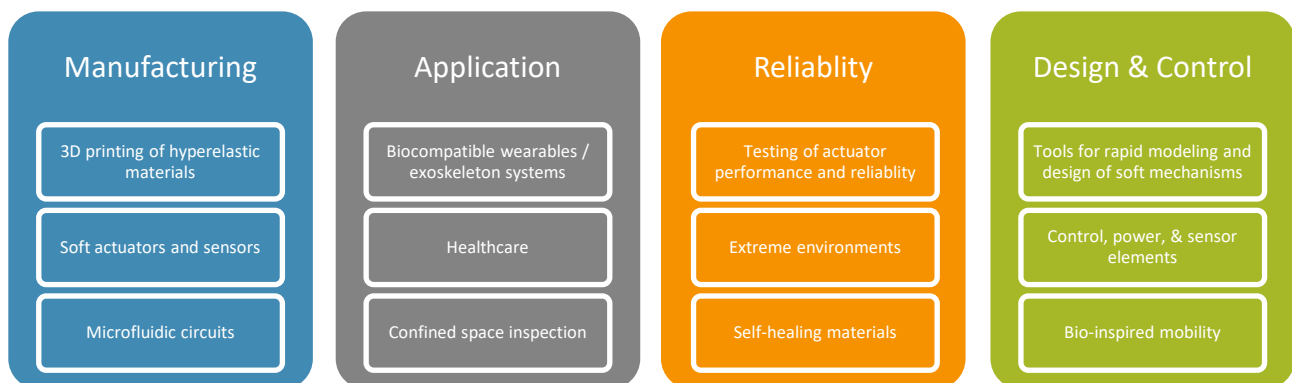 Manufacturing
3D printing of hyperelastic
materials
Soft actuators and sensors
Microfluidic circuits
Application
Biocompatible wearables /
exoskeleton systems
Healthcare
Confined space inspection
Reliablity
Testing of actuator
performance and reliablity
Extreme environments
Self-healing materials
Design & Control
Tools for rapid modeling and
design of soft mechanisms
Control, power, & sensor
elements
Bio-inspired mobility